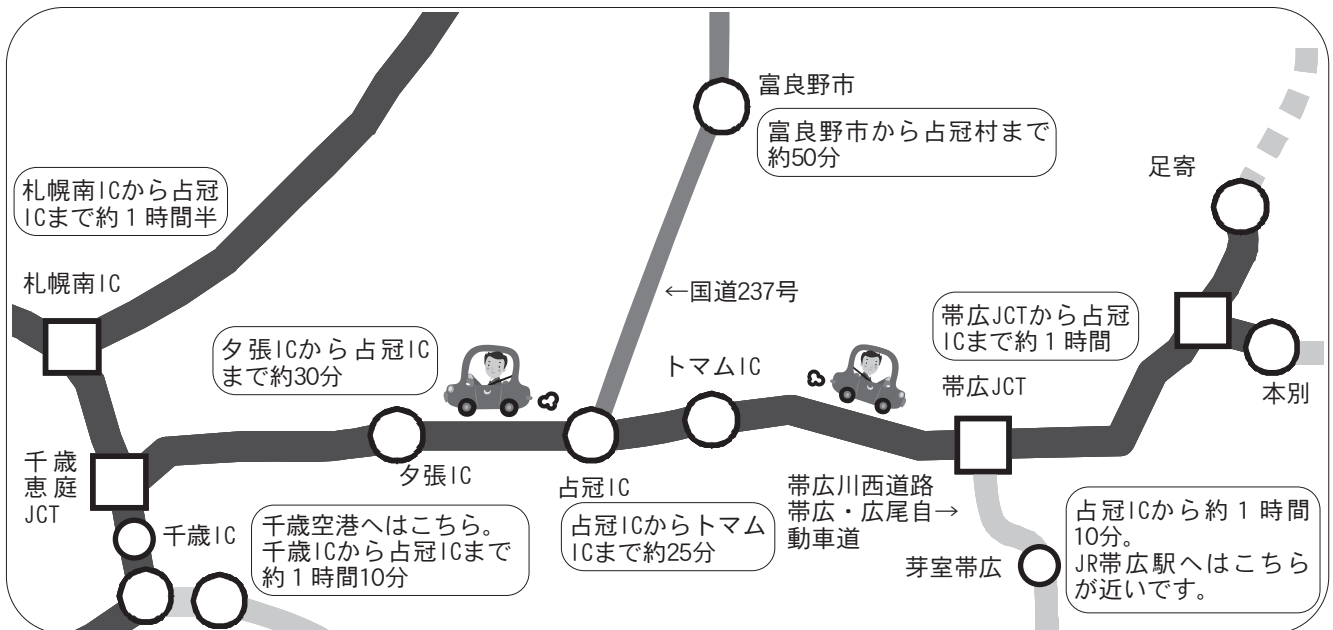 富良野市
富良野市から占冠村まで
約50分
足寄
札幌南ICから占冠
ICまで約１時間半
札幌南IC
←国道237号
帯広JCTから占冠
ICまで約１時間
夕張ICから占冠IC
まで約30分
トマムIC
帯広JCT
本別
千歳
恵庭
JCT
夕張IC
占冠IC
帯広川西道路
帯広・広尾自→
動車道
占冠ICから約１時間
10分。
JR帯広駅へはこちら
が近いです。
千歳IC
千歳空港へはこちら。
千歳ICから占冠ICまで
約１時間10分
占冠ICからトマム
ICまで約25分
芽室帯広